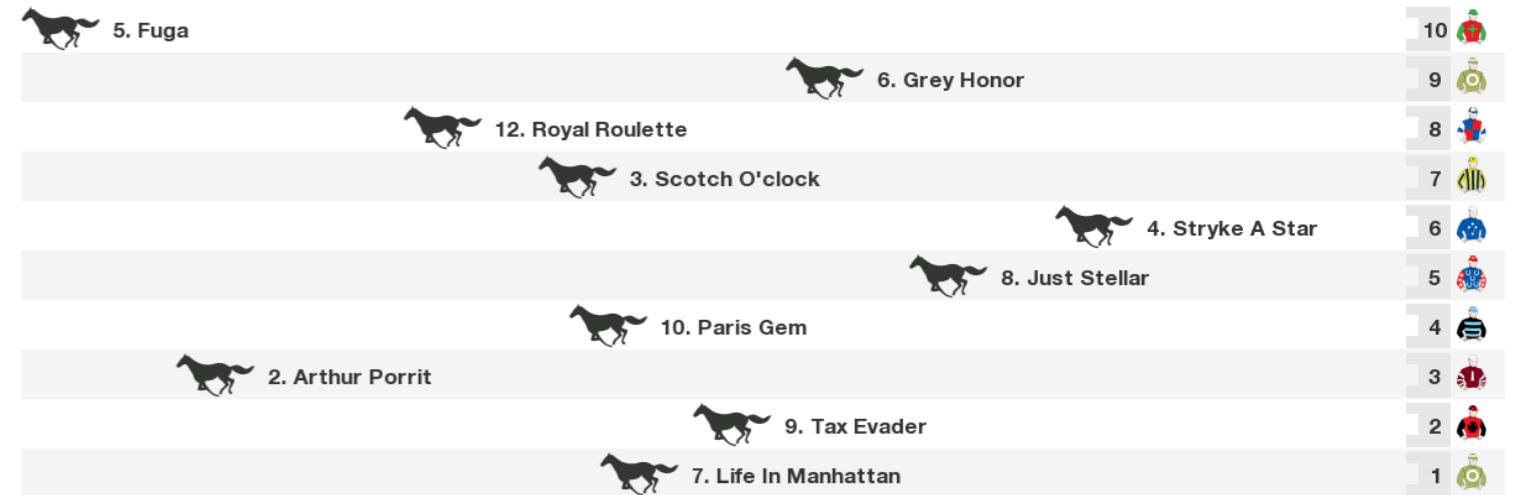 5. Fuga 10
6. Grey Honor 9
12. Royal Roulette 8
3. Scotch O'clock 7
4. Stryke A Star 6
8. Just Stellar 5
10. Paris Gem 4
2. Arthur Porrit 3
9. Tax Evader 2
7. Life In Manhattan 1